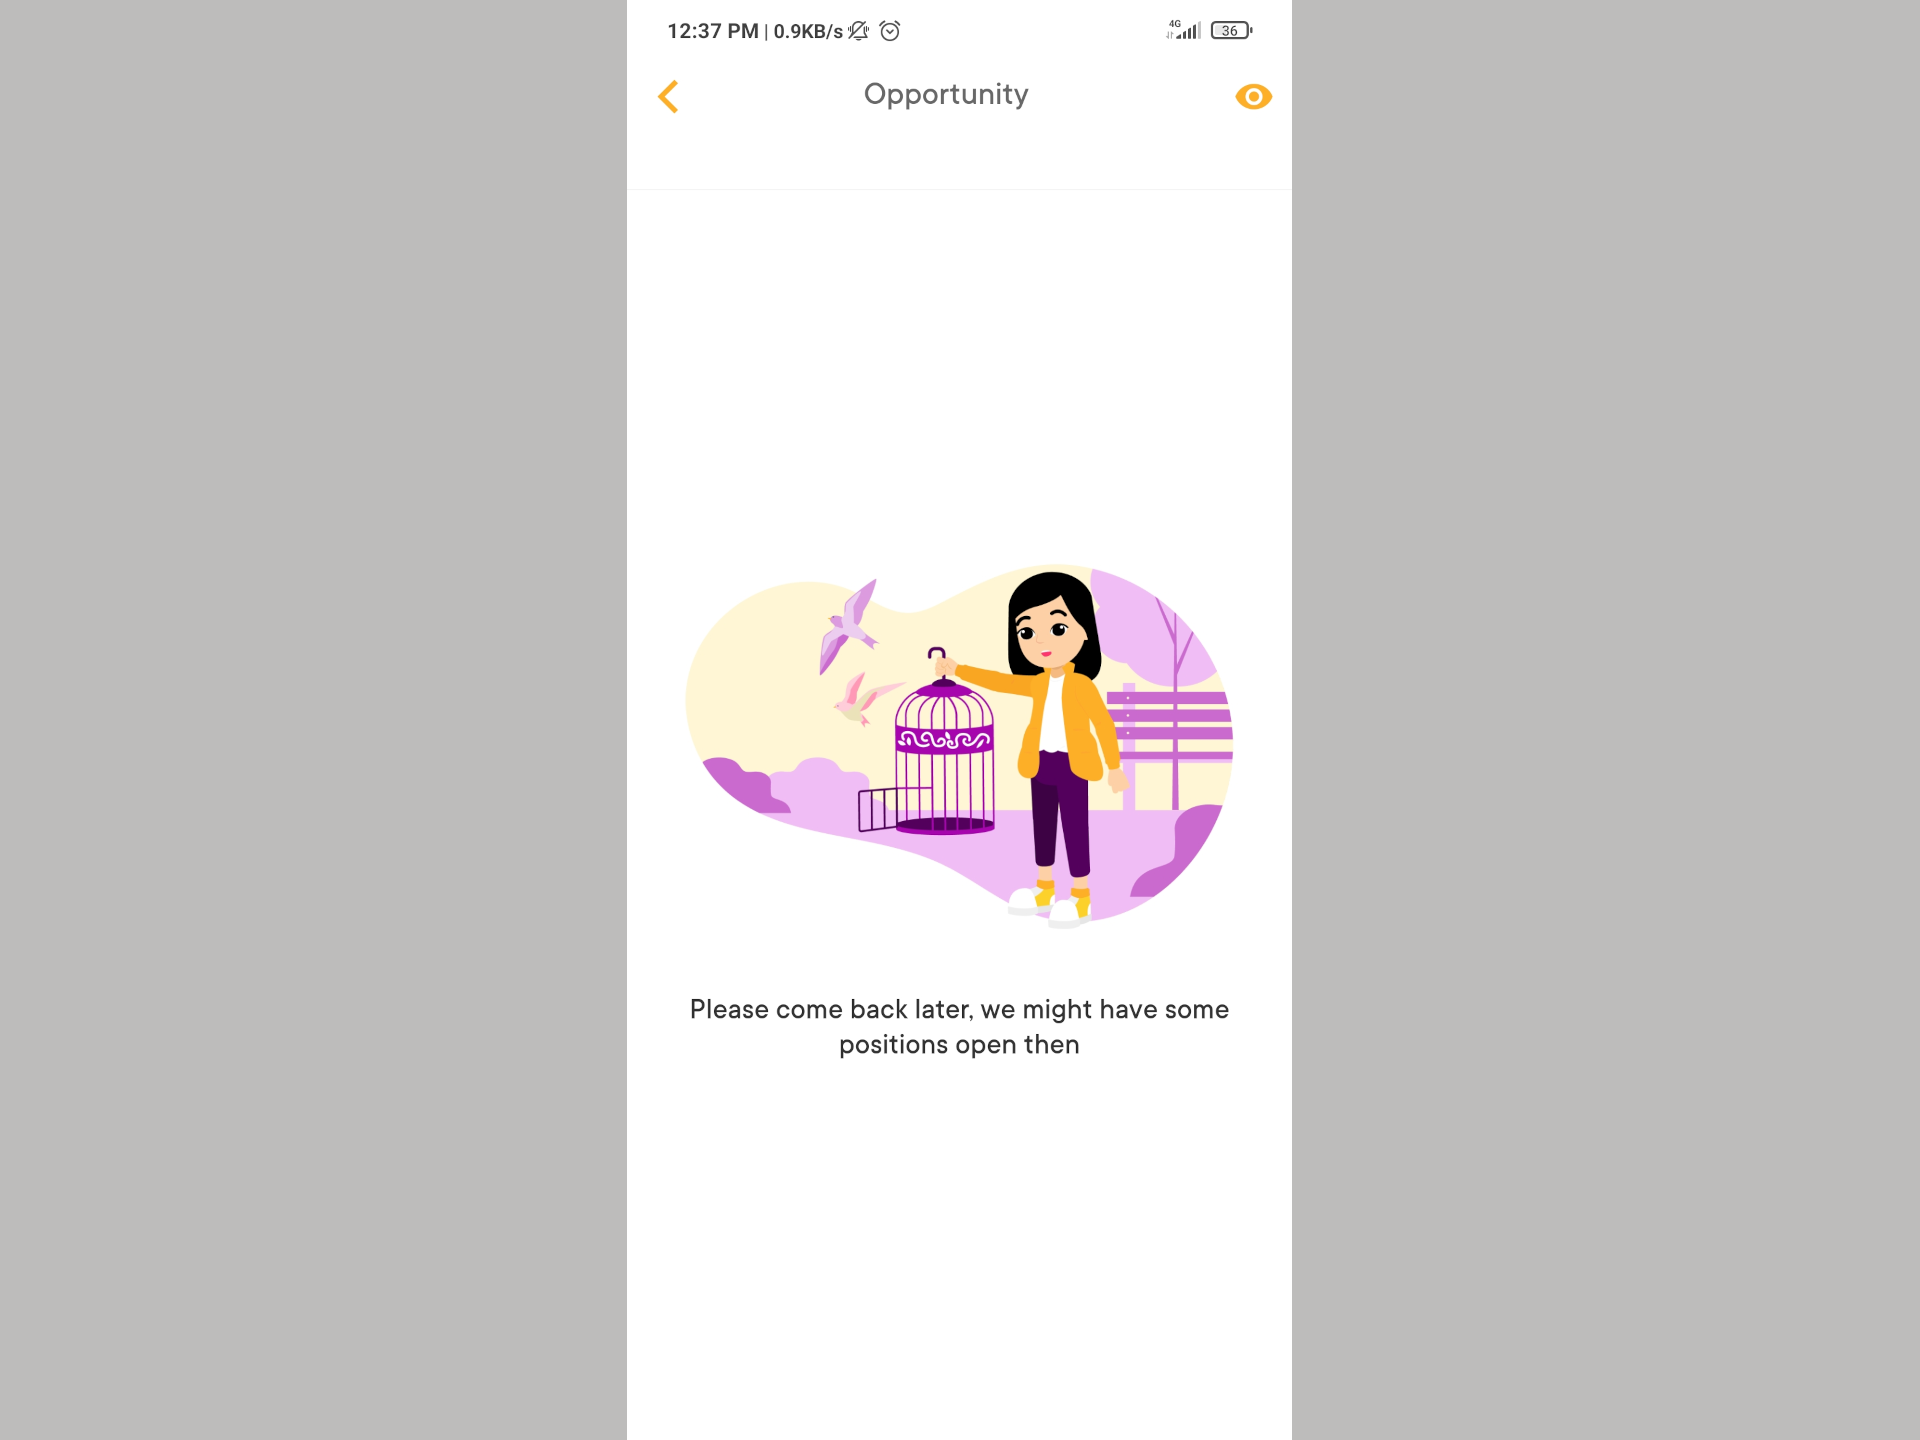 12:37 PM | 0.9KB/s
4G
36
Opportunity
Please come back later, we might have some
positions open then